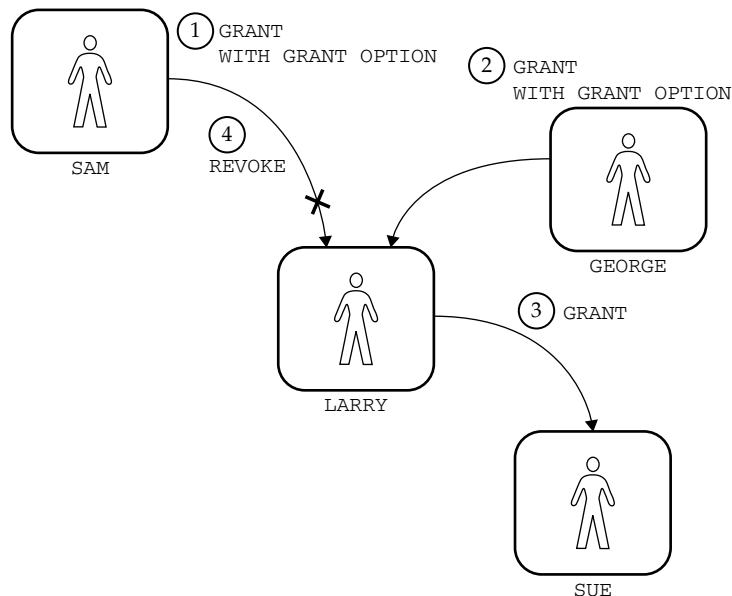 1 GRANT
WITH GRANT OPTION
2 GRANT
WITH GRANT OPTION
4
REVOKE
SAM
GEORGE
3 GRANT
LARRY
SUE